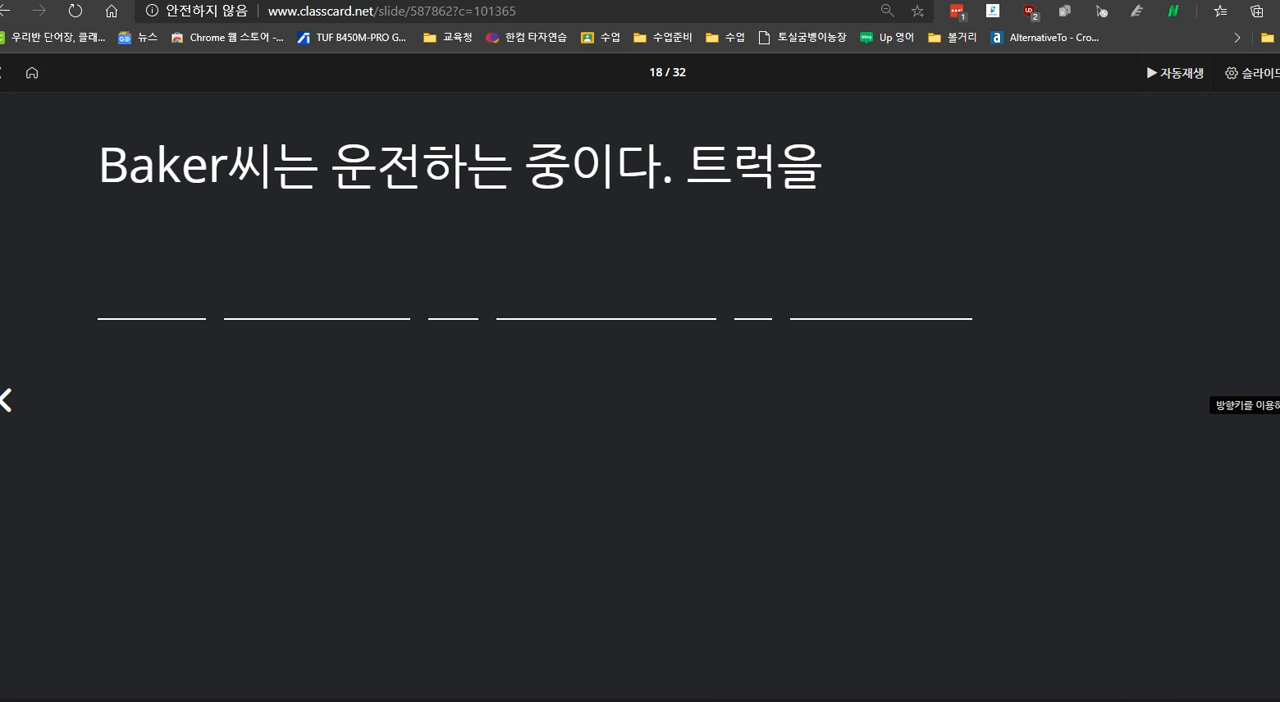 안전하지 않음 www.classcard.net/slide/587862?c=101365
우리반 단어장, 클래... 뉴스 Chrome 웹 스토어 -... TUF B450M-PRO G... 교육청 한컴 타자연습 수업 수업준비 수업 토실굼벵이농장 Up 영어 볼거리 AlternativeTo - Cro...
18 / 32 자동재생 슬라이드
Baker씨는 운전하는 중이다. 트럭을
방향키를 이용하